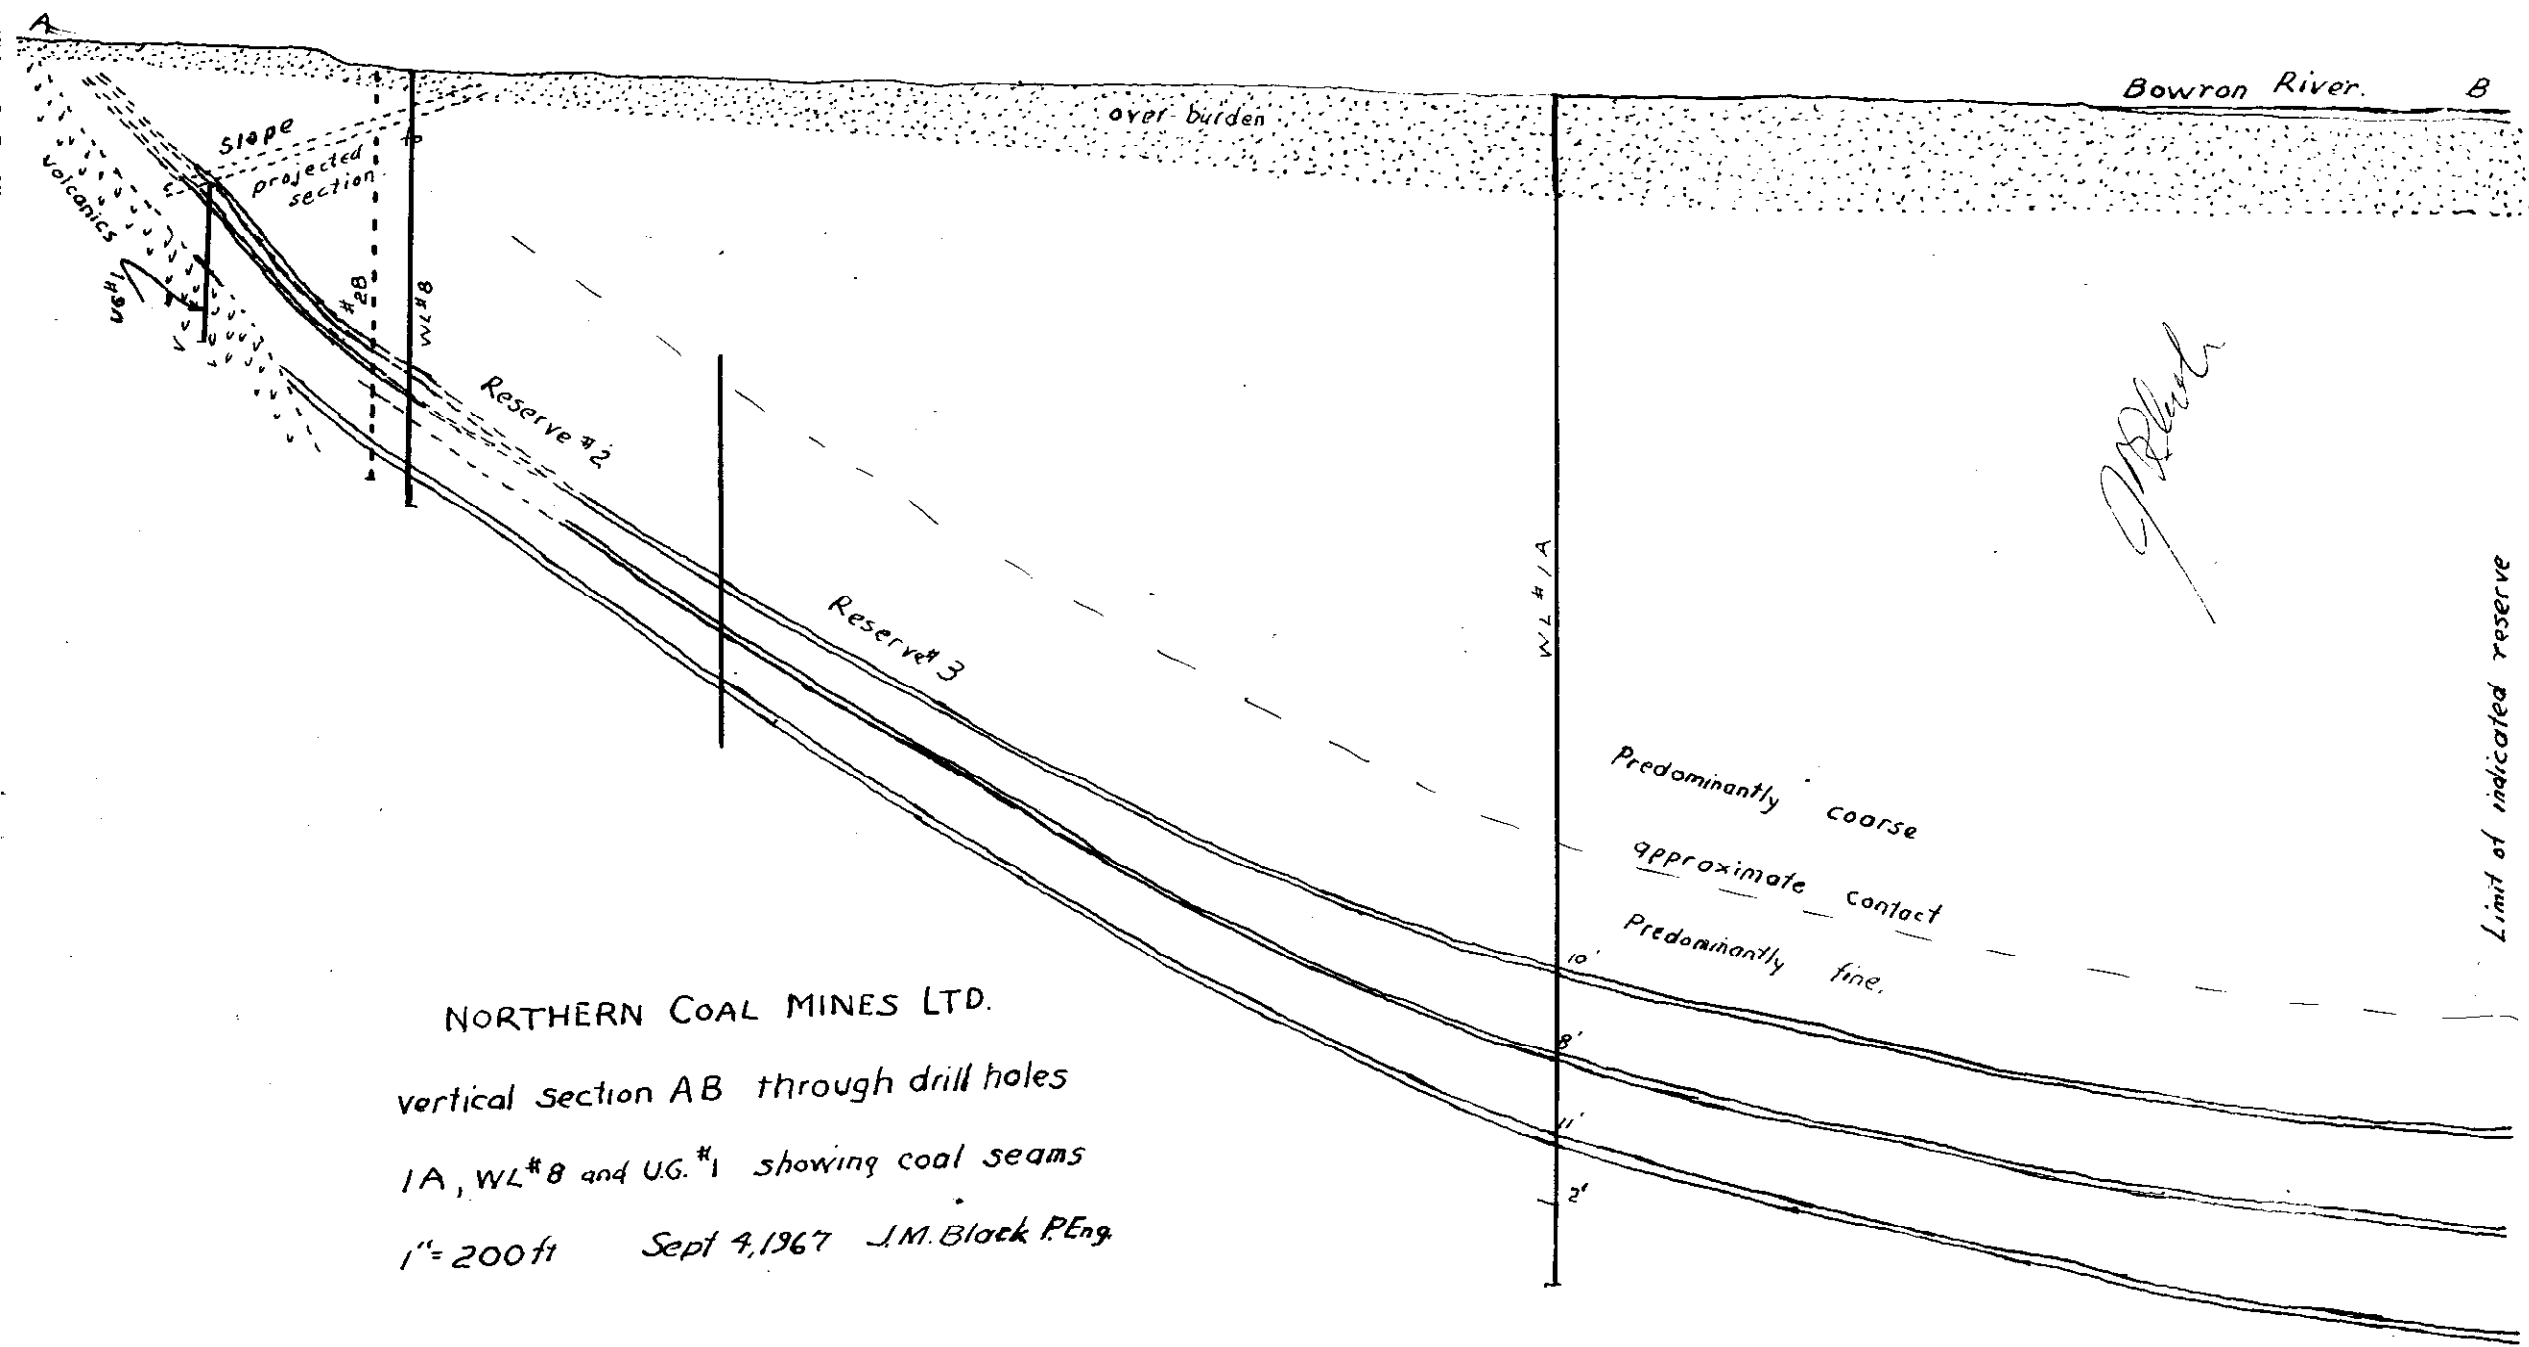 A
Bowron River. B
over burden
slope
projected
section.
volcanics
UG#1
#2B
WL#8
Reserve #2
Reserve #3
WL #1A
Predominantly coarse
approximate contact
Predominantly fine.
10'
8'
11'
2'
Limit of indicated reserve
NORTHERN COAL MINES LTD.
vertical section AB through drill holes
1A, WL#8 and U.G.#1 showing coal seams
1"=200ft Sept 4,1967 J.M. Black P.Eng.